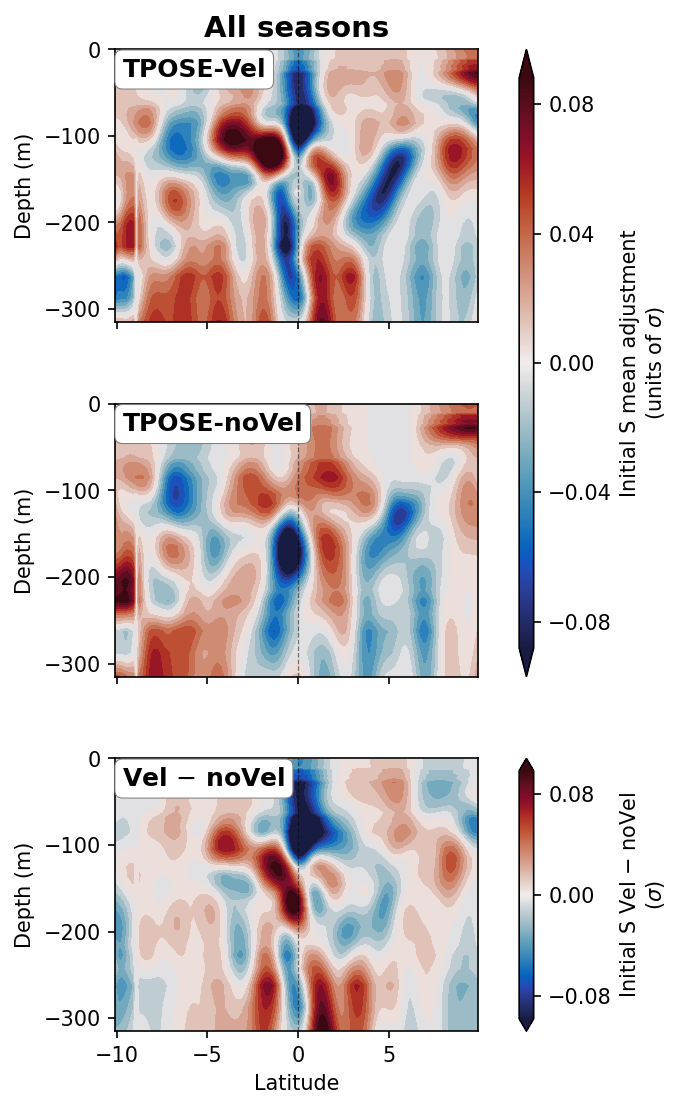 All seasons
TPOSE-Vel
0
−100
−200
−300
Depth (m)
TPOSE-noVel
0
−100
−200
−300
Depth (m)
0.08
0.04
0.00
−0.04
−0.08
Initial S mean adjustment
(units of σ)
Vel − noVel
0
−100
−200
−300
Depth (m)
−10
−5
0
5
Latitude
0.08
0.00
−0.08
Initial S Vel − noVel
(σ)